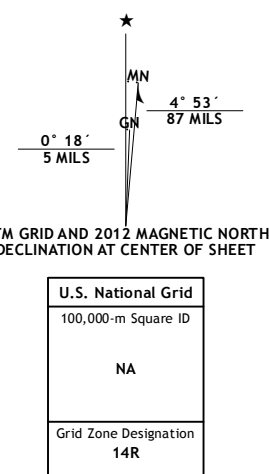 ★
MN
4° 53´
87 MILS
GN
0° 18´
5 MILS
TM GRID AND 2012 MAGNETIC NORTH
DECLINATION AT CENTER OF SHEET
U.S. National Grid
100,000-m Square ID
NA
Grid Zone Designation
14R